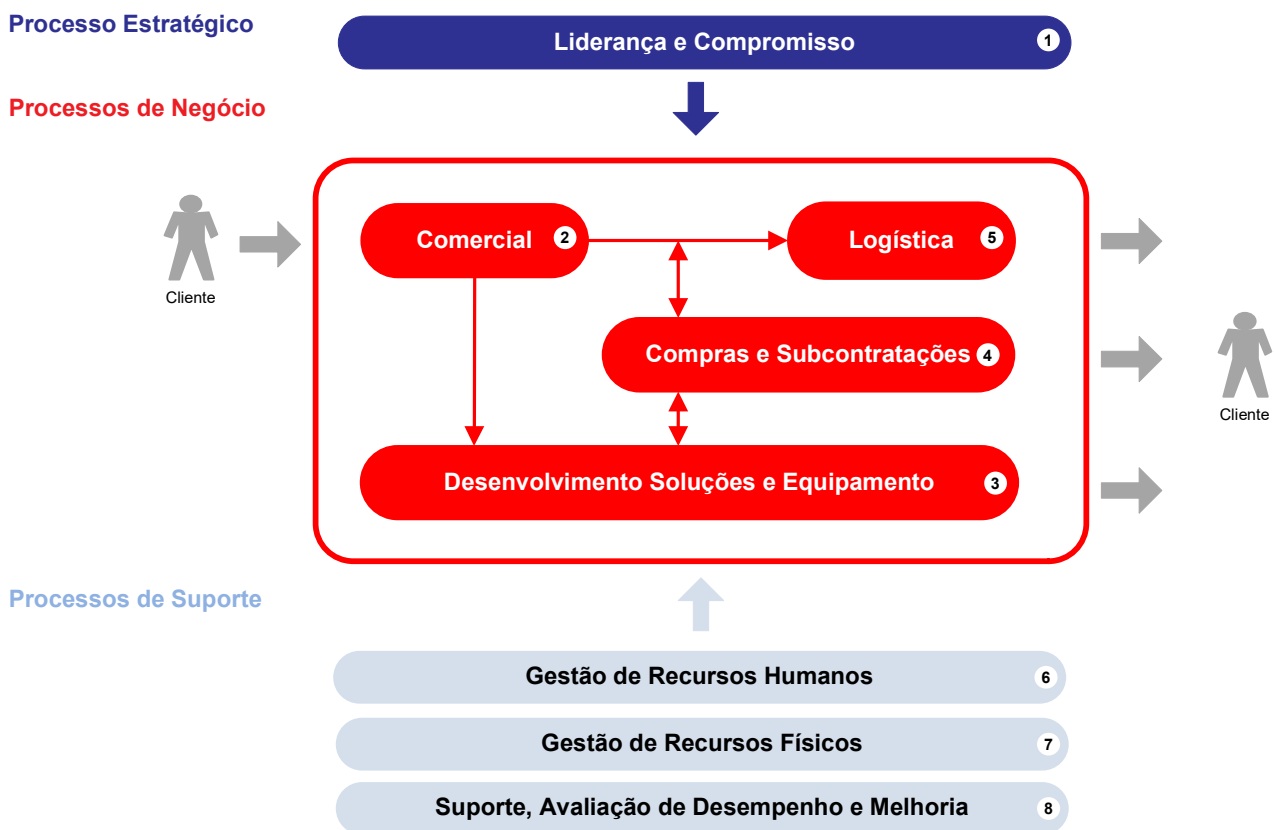 Processo Estratégico
Liderança e Compromisso 1
Processos de Negócio
Cliente
Comercial 2
Logística 5
Compras e Subcontratações 4
Desenvolvimento Soluções e Equipamento 3
Cliente
Processos de Suporte
Gestão de Recursos Humanos 6
Gestão de Recursos Físicos 7
Suporte, Avaliação de Desempenho e Melhoria 8